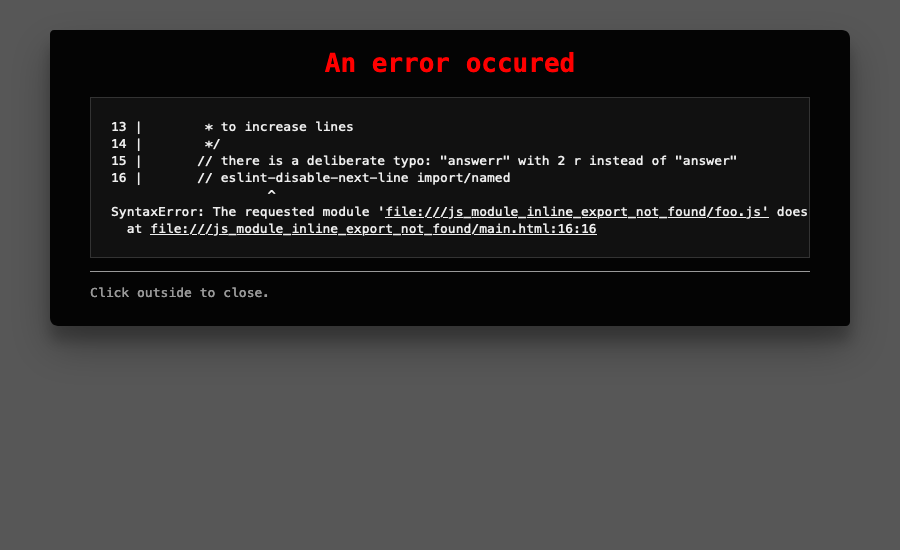 An error occured
13 |        * to increase lines
14 |        */
15 |       // there is a deliberate typo: "answerr" with 2 r instead of "answer"
16 |       // eslint-disable-next-line import/named
                    ^
SyntaxError: The requested module 'file:///js_module_inline_export_not_found/foo.js' does
  at file:///js_module_inline_export_not_found/main.html:16:16
Click outside to close.